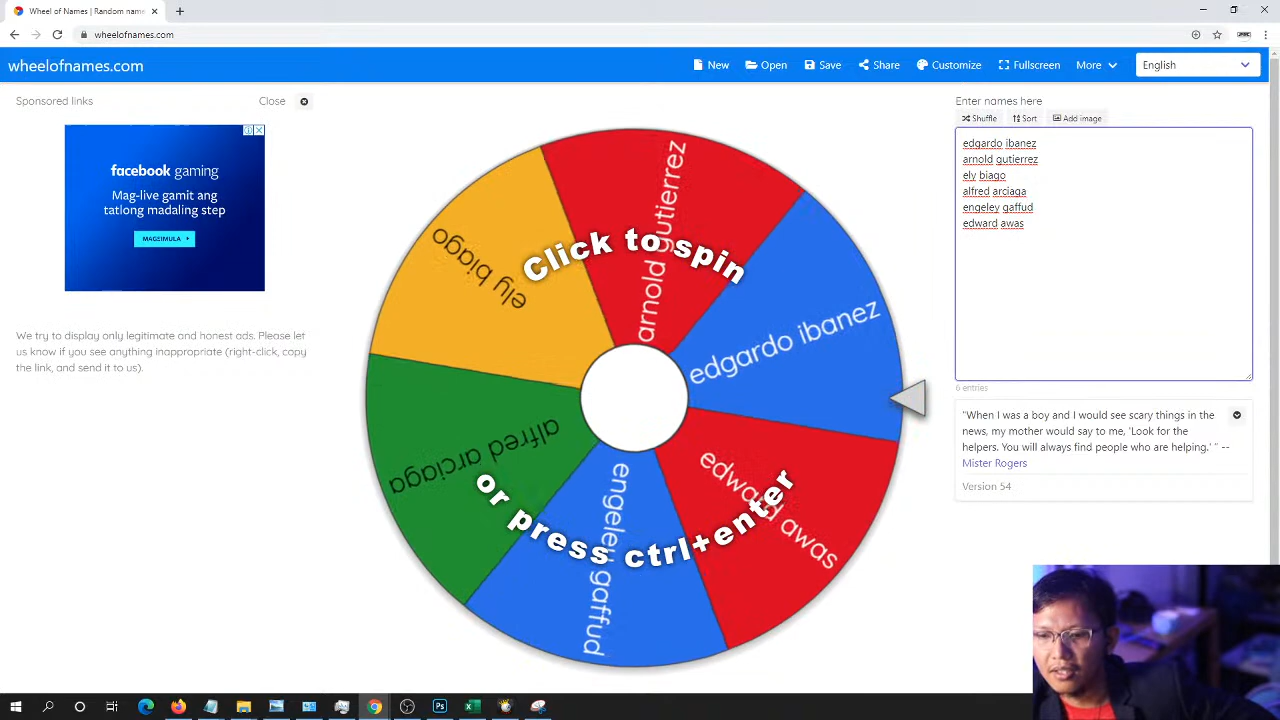 Wheel of Names | Random name
wheelofnames.com
wheelofnames.com
New
Open
Save
Share
Customize
Fullscreen
More
English
Sponsored links
Close
facebook gaming
Mag-live gamit ang
tatlong madaling step
MAGSIMULA
We try to display only legitimate and honest ads. Please let
us know if you see anything inappropriate (right-click, copy
the link, and send it to us).
Click to spin
or press ctrl+enter
arnold gutierrez
edgardo ibanez
edward awas
engeley gaffud
alfred arciaga
ely biago
Enter names here
Shuffle
Sort
Add image
edgardo ibanez
arnold gutierrez
ely biago
alfred arciaga
engeley gaffud
edward awas
6 entries
"When I was a boy and I would see scary things in the
news, my mother would say to me, 'Look for the
helpers. You will always find people who are helping.' " --
Mister Rogers
Version 54